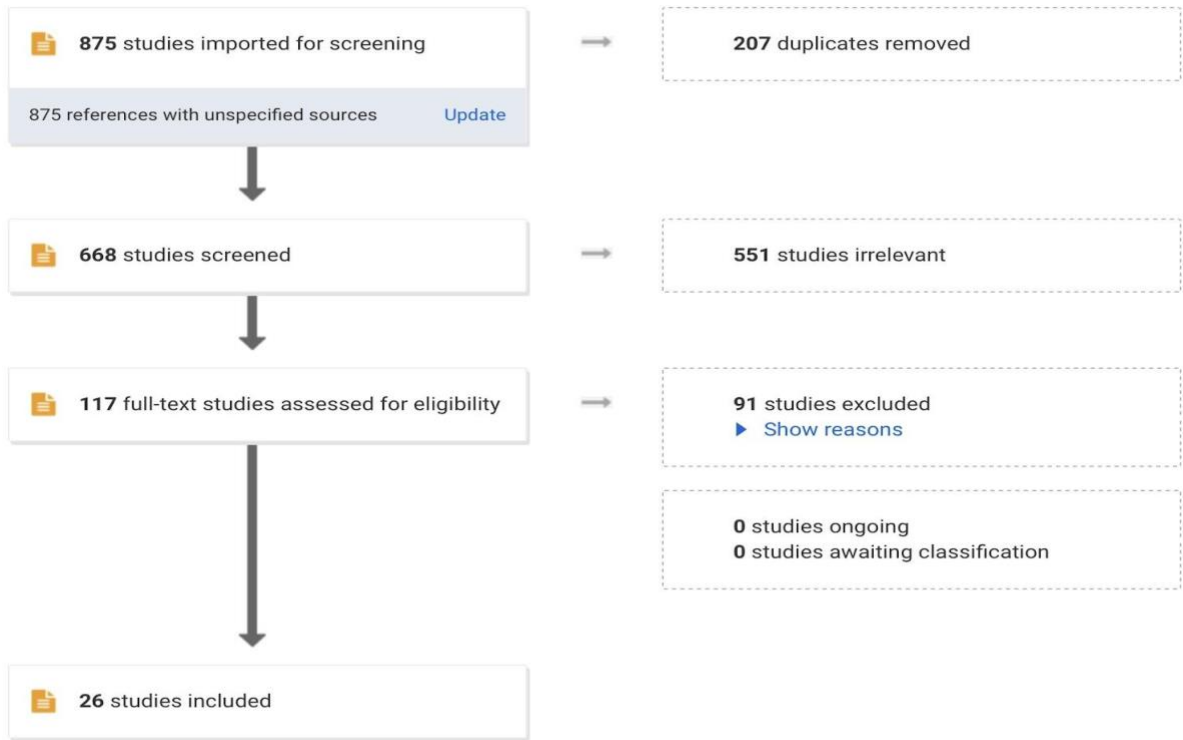 875 studies imported for screening
207 duplicates removed
875 references with unspecified sources Update
668 studies screened
551 studies irrelevant
117 full-text studies assessed for eligibility
91 studies excluded
Show reasons
0 studies ongoing
0 studies awaiting classification
26 studies included